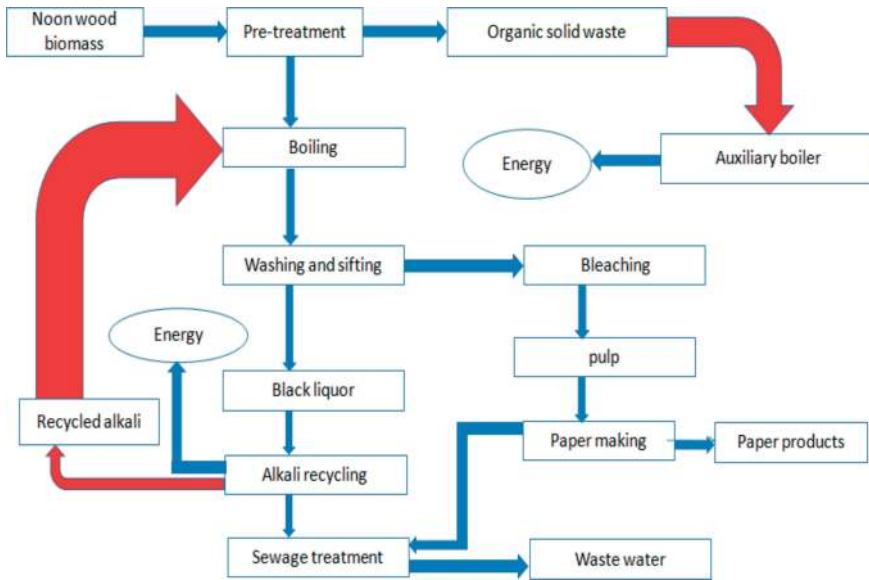 Noon wood
biomass
Pre-treatment
Organic solid waste
Boiling
Energy
Auxiliary boiler
Washing and sifting
Bleaching
Energy
pulp
Black liquor
Recycled alkali
Paper making
Paper products
Alkali recycling
Sewage treatment
Waste water